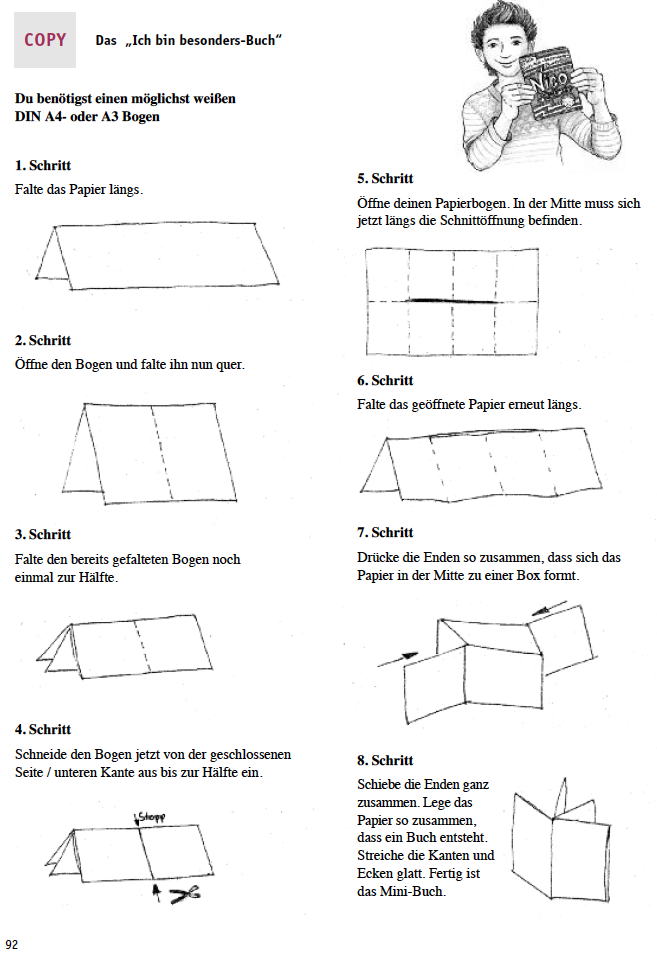 COPY
Das „Ich bin besonders-Buch“
Du benötigst einen möglichst weißen
DIN A4- oder A3 Bogen
1. Schritt
Falte das Papier längs.
2. Schritt
Öffne den Bogen und falte ihn nun quer.
3. Schritt
Falte den bereits gefalteten Bogen noch
einmal zur Hälfte.
4. Schritt
Schneide den Bogen jetzt von der geschlossenen
Seite / unteren Kante aus bis zur Hälfte ein.
Stopp
Nico
5. Schritt
Öffne deinen Papierbogen. In der Mitte muss sich
jetzt längs die Schnittöffnung befinden.
6. Schritt
Falte das geöffnete Papier erneut längs.
7. Schritt
Drücke die Enden so zusammen, dass sich das
Papier in der Mitte zu einer Box formt.
8. Schritt
Schiebe die Enden ganz
zusammen. Lege das
Papier so zusammen,
dass ein Buch entsteht.
Streiche die Kanten und
Ecken glatt. Fertig ist
das Mini-Buch.
92